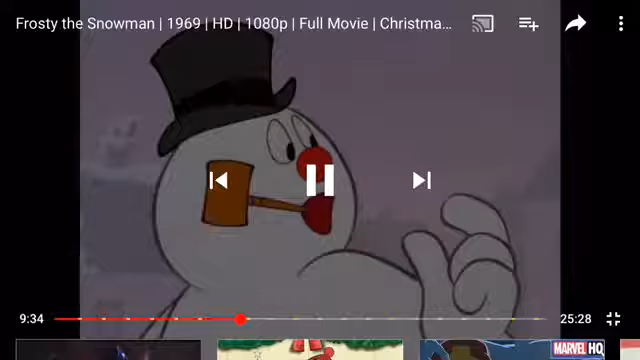 Frosty the Snowman | 1969 | HD | 1080p | Full Movie | Christma...
9:34
25:28
MARVEL HQ